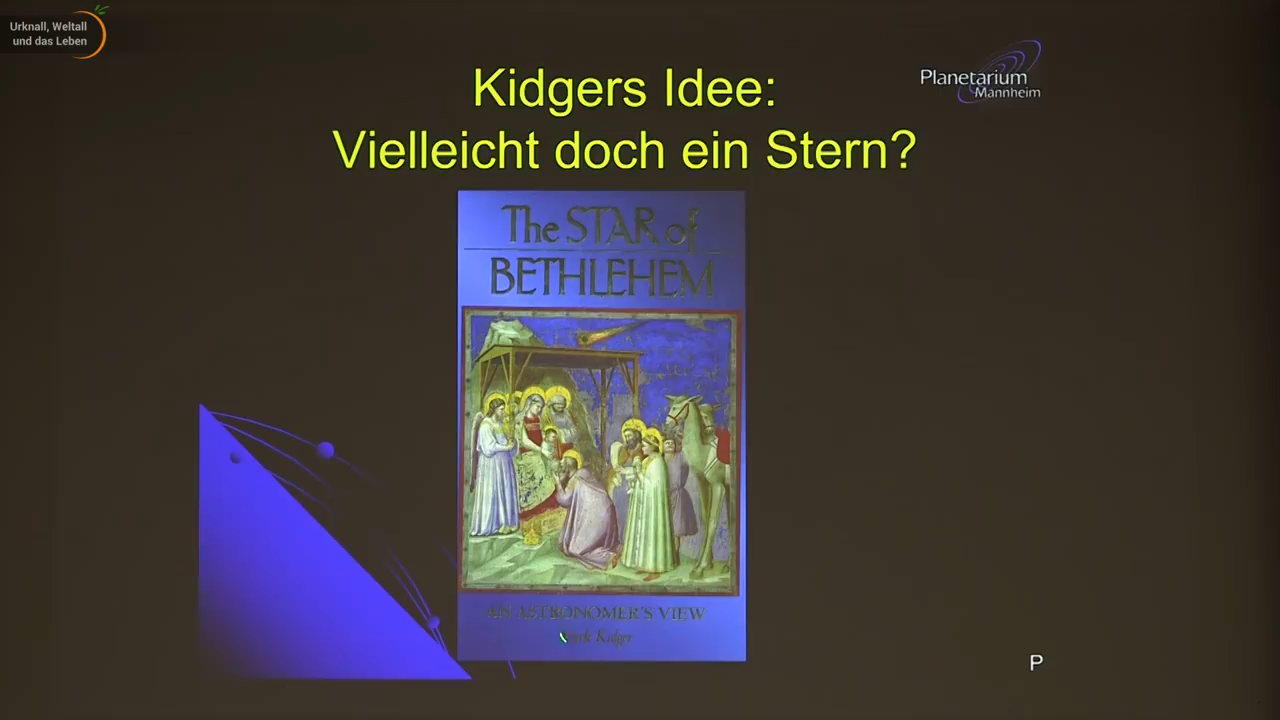 Urknall, Weltall
und das Leben
Planetarium
Mannheim
Kidgers Idee:
Vielleicht doch ein Stern?
The STAR of
BETHLEHEM
AN ASTRONOMER'S VIEW
Kidger
P